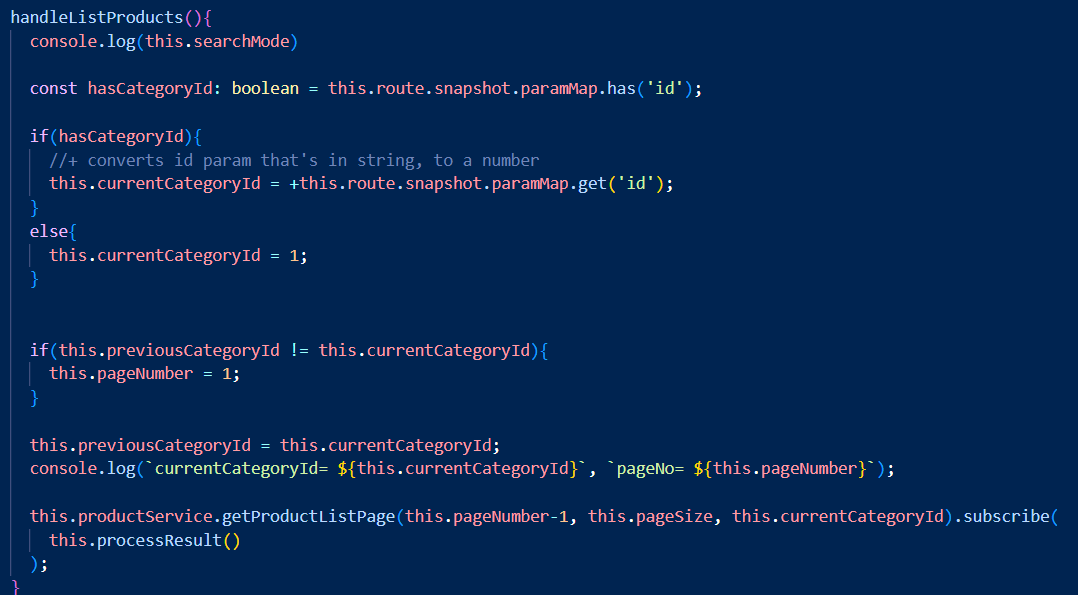 handleListProducts(){
console.log(this.searchMode)
const hasCategoryId: boolean = this.route.snapshot.paramMap.has('id');
if(hasCategoryId){
//+ converts id param that's in string, to a number
this.currentCategoryId = +this.route.snapshot.paramMap.get('id');
}
else{
this.currentCategoryId = 1;
}
if(this.previousCategoryId != this.currentCategoryId){
this.pageNumber = 1;
}
this.previousCategoryId = this.currentCategoryId;
console.log(`currentCategoryId= ${this.currentCategoryId}`, `pageNo= ${this.pageNumber}`);
this.productService.getProductListPage(this.pageNumber-1, this.pageSize, this.currentCategoryId).subscribe(
this.processResult()
);
}